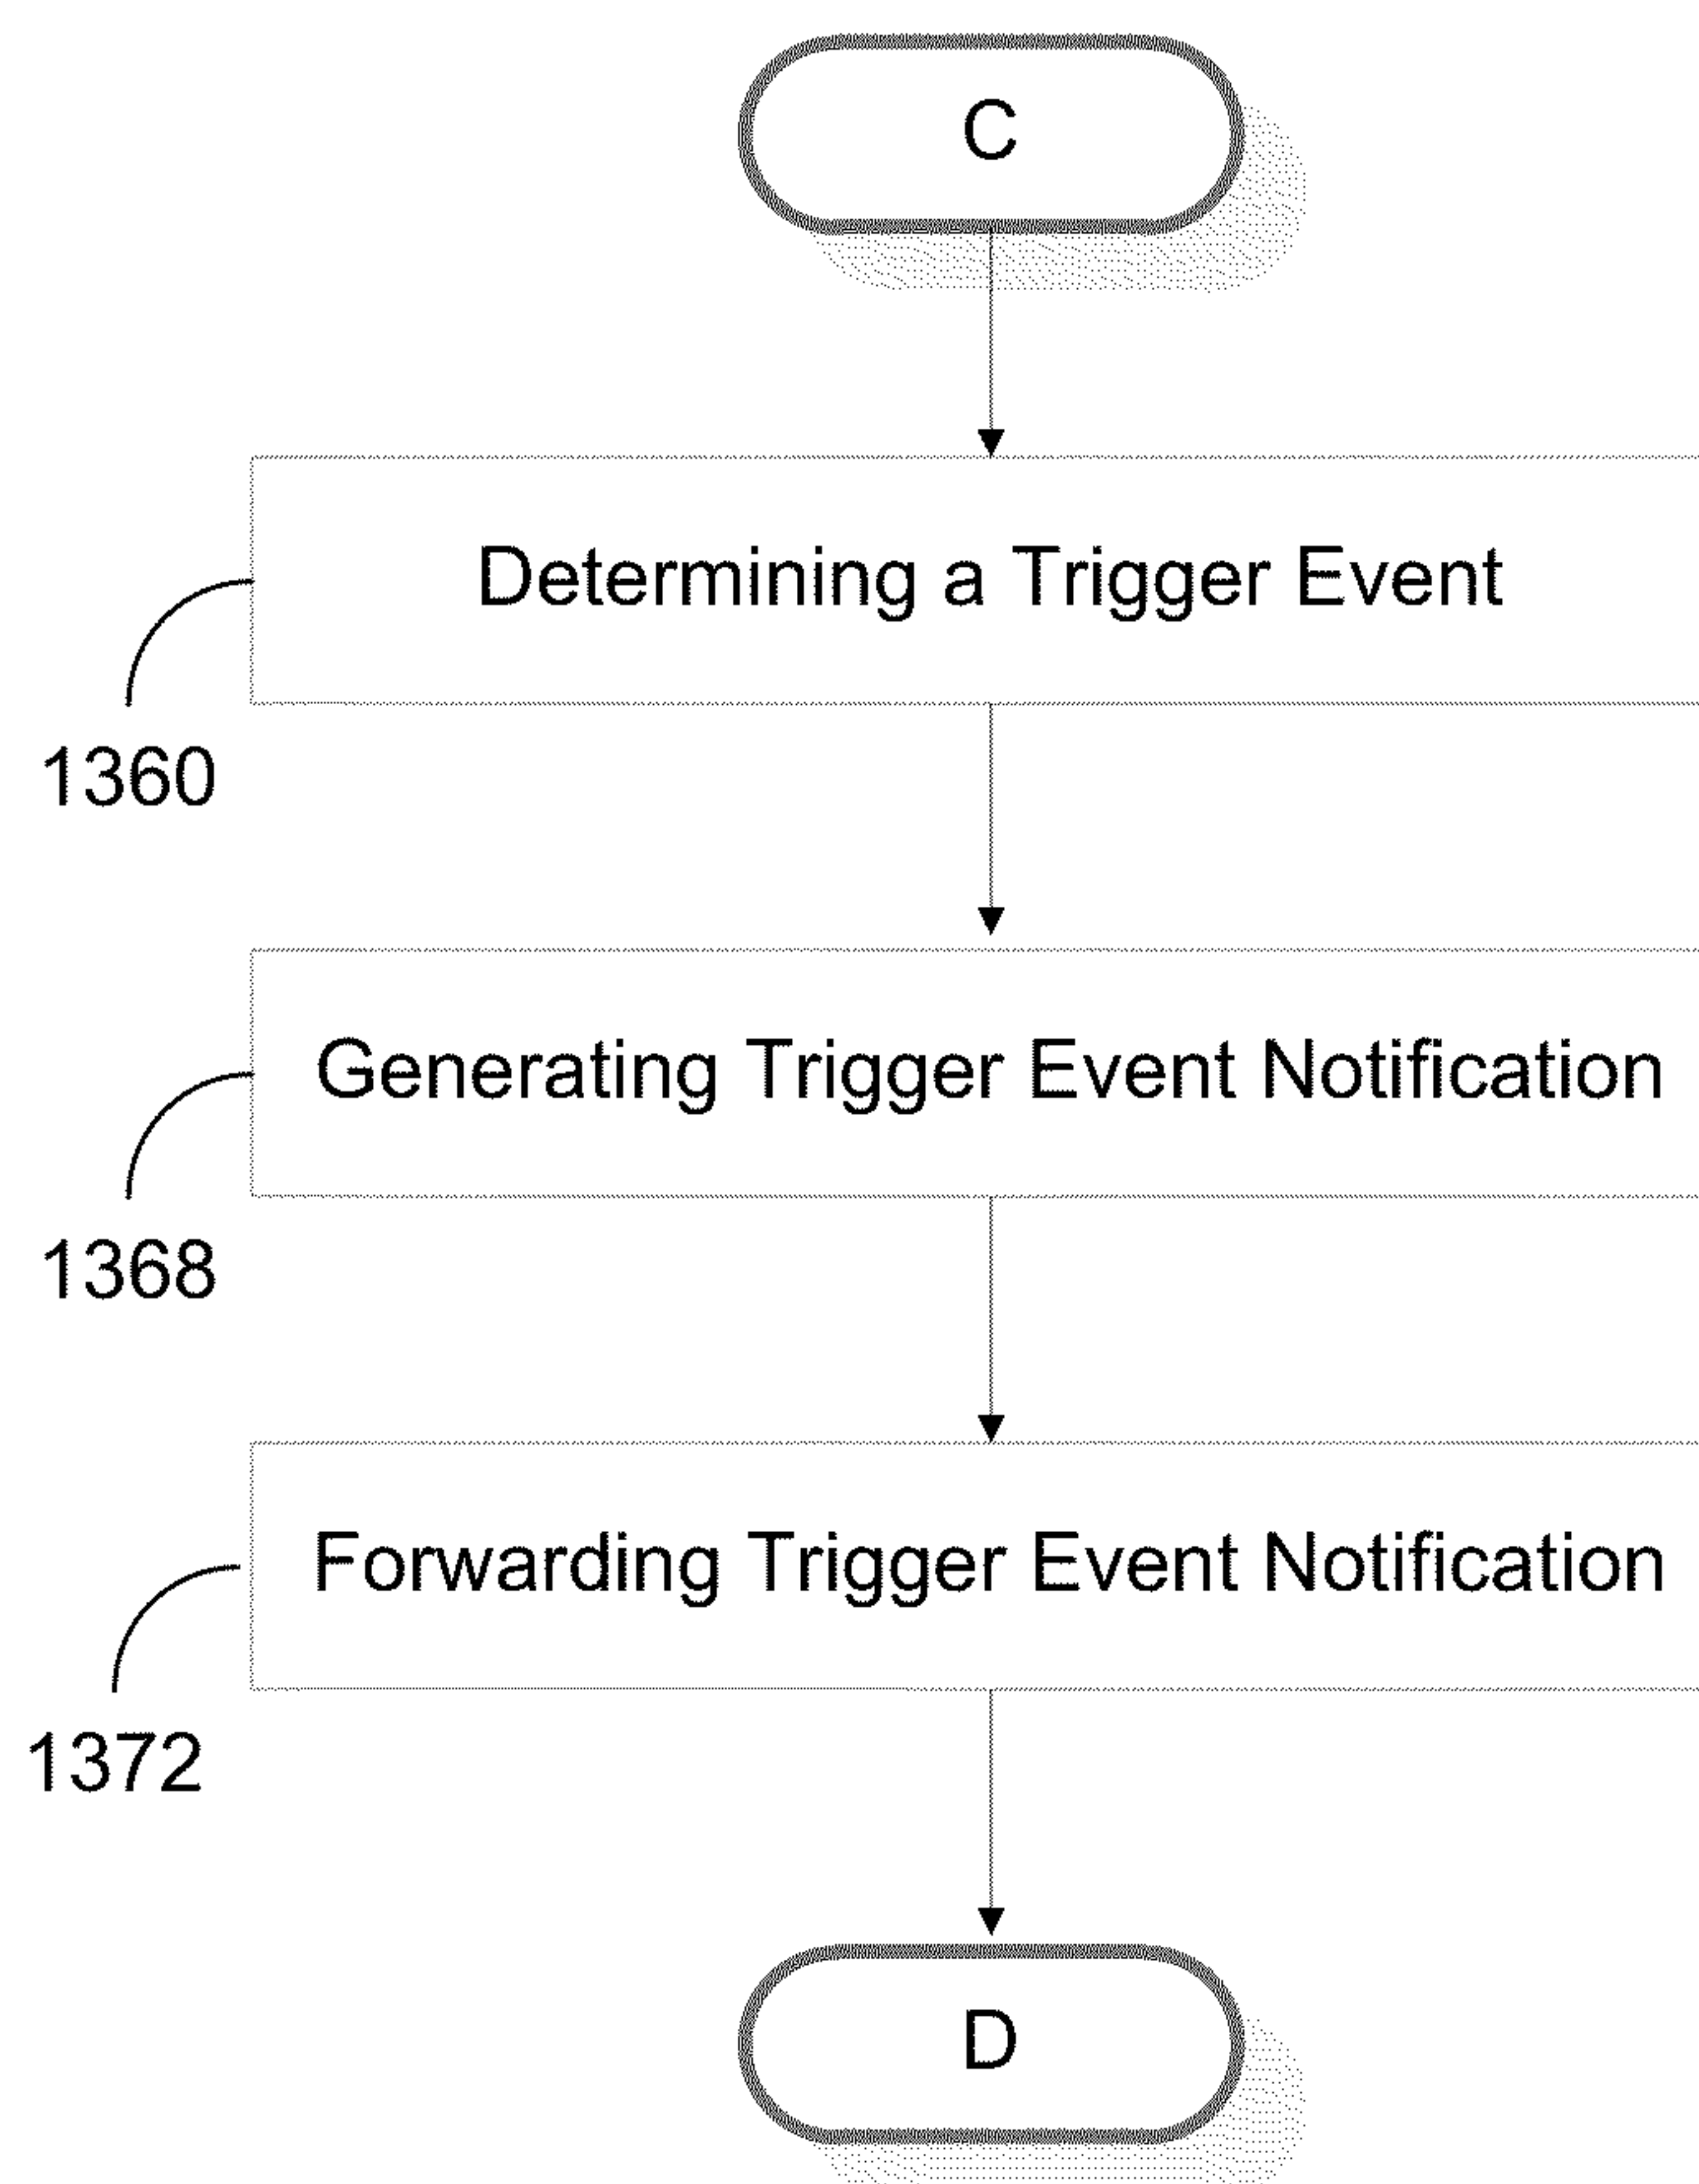 C
Determining a Trigger Event
1360
Generating Trigger Event Notification
1368
Forwarding Trigger Event Notification
1372
D